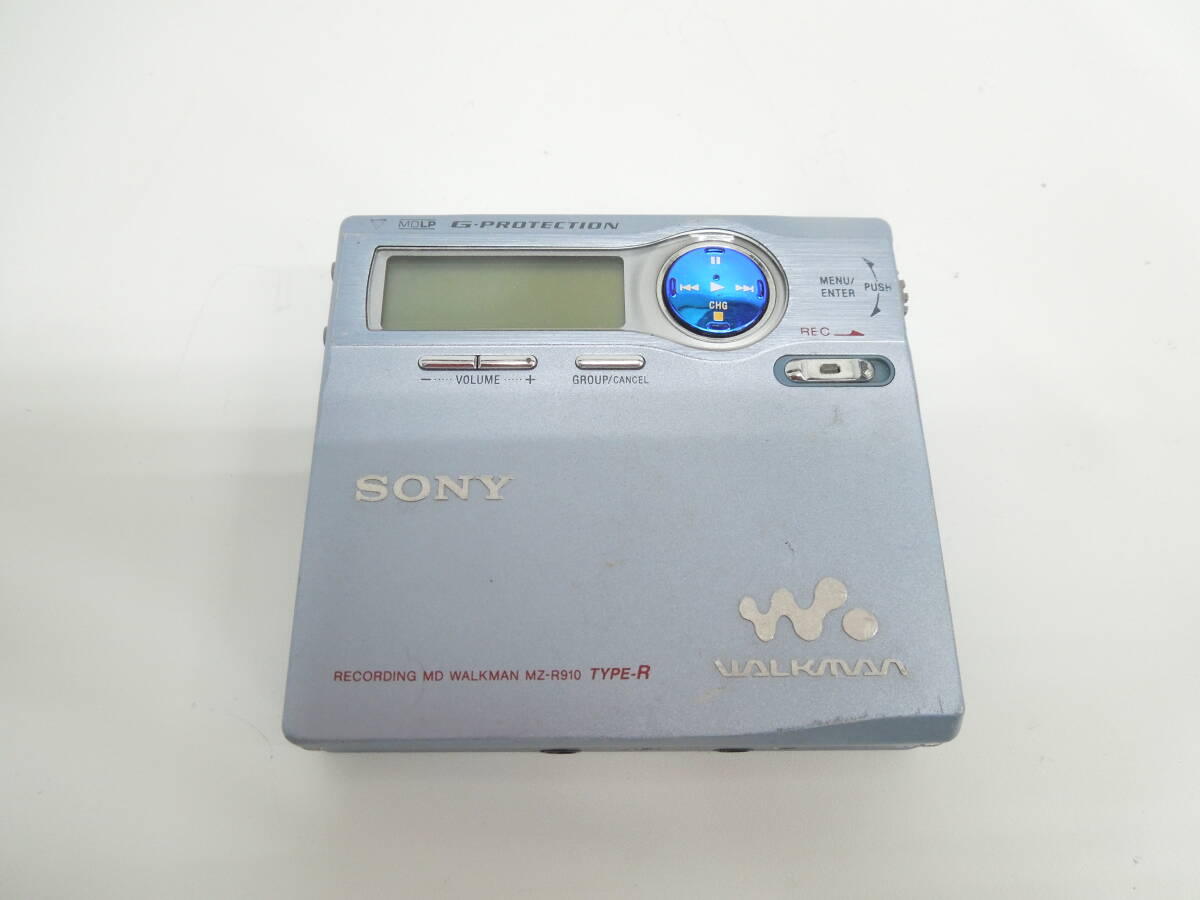 MDLP G-PROTECTION
CHG
MENU/
ENTER
PUSH
REC
− VOLUME +
GROUP/CANCEL
SONY
RECORDING MD WALKMAN MZ-R910 TYPE-R
WALKMAN